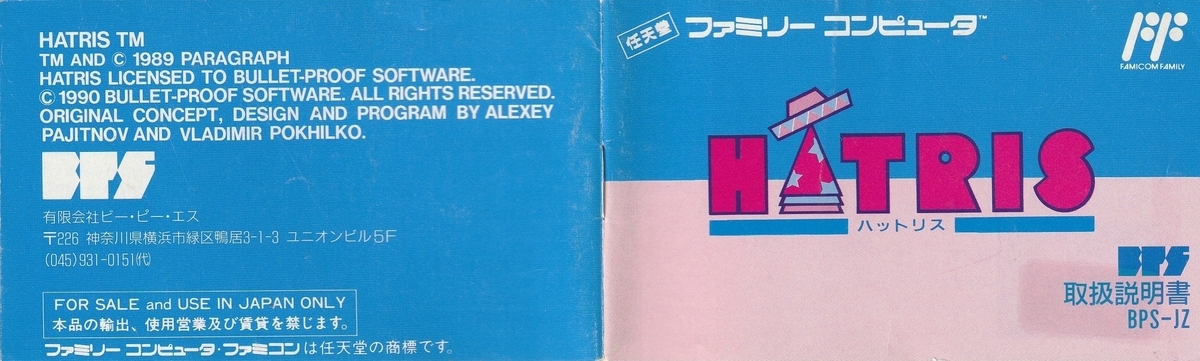 HATRIS TM
TM AND © 1989 PARAGRAPH
HATRIS LICENSED TO BULLET-PROOF SOFTWARE.
© 1990 BULLET-PROOF SOFTWARE. ALL RIGHTS RESERVED.
ORIGINAL CONCEPT, DESIGN AND PROGRAM BY ALEXEY
PAJITNOV AND VLADIMIR POKHILKO.
BPS
有限会社ビー・ピー・エス
〒226 神奈川県横浜市緑区鴨居3-1-3 ユニオンビル5F
(045)931-0151(代)
FOR SALE and USE IN JAPAN ONLY
本品の輸出、使用営業及び賃貸を禁じます。
ファミリーコンピュータ・ファミコンは任天堂の商標です。
任天堂 ファミリーコンピュータ™
FF
FAMICOM FAMILY
HATRIS
ハットリス
BPS
取扱説明書
BPS-JZ